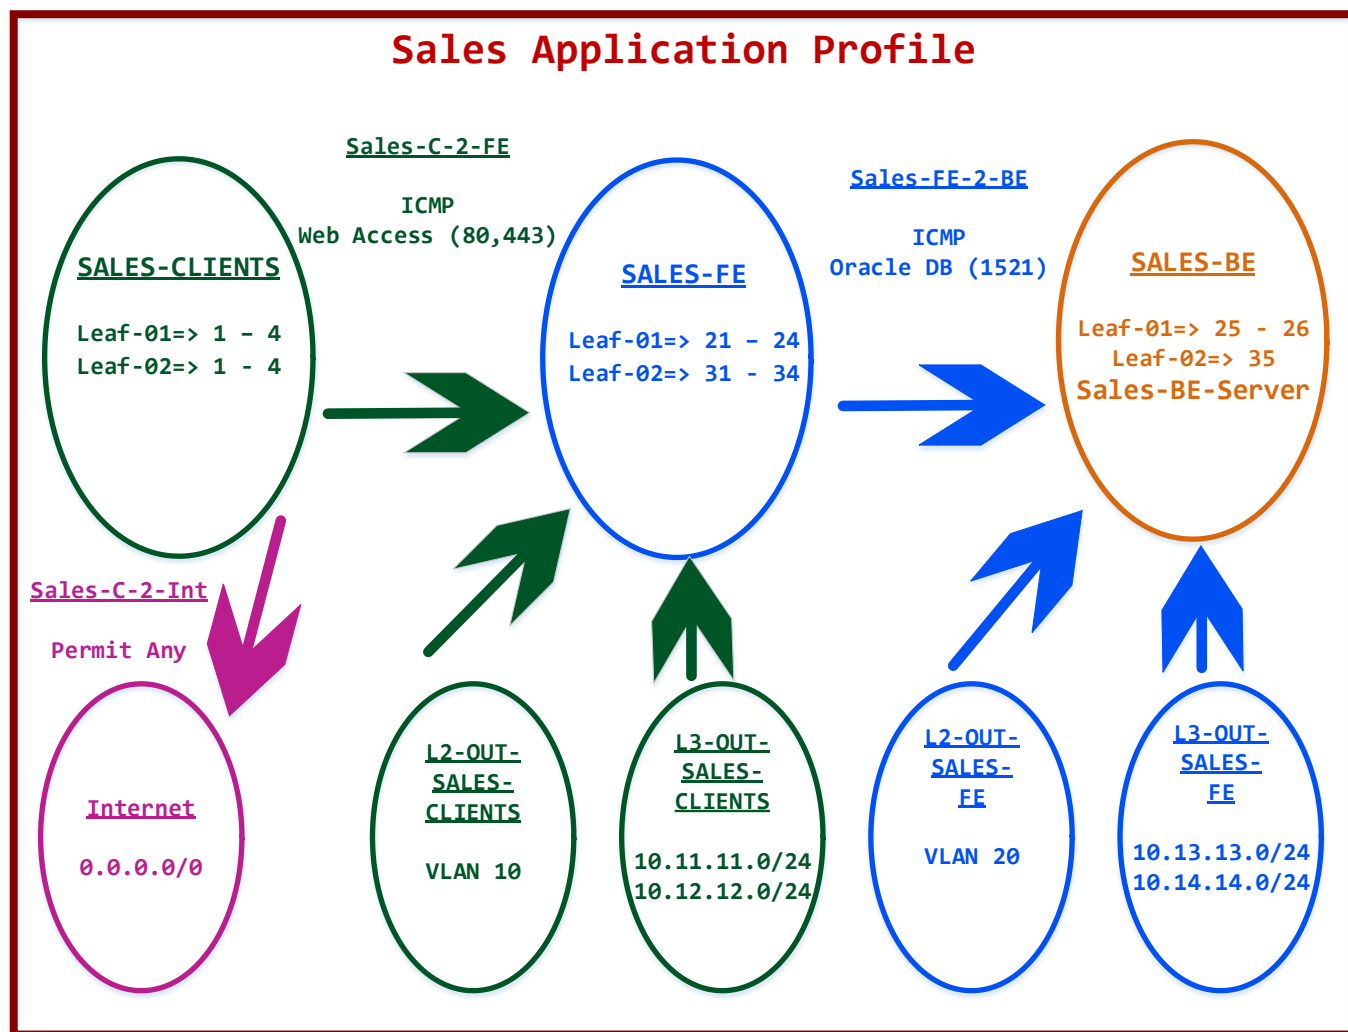 Sales Application Profile
Sales-C-2-FE
ICMP
Web Access (80,443)
Sales-FE-2-BE
ICMP
Oracle DB (1521)
SALES-CLIENTS
Leaf-01=> 1 – 4
Leaf-02=> 1 - 4
SALES-FE
Leaf-01=> 21 – 24
Leaf-02=> 31 - 34
SALES-BE
Leaf-01=> 25 - 26
Leaf-02=> 35
Sales-BE-Server
Sales-C-2-Int
Permit Any
Internet
0.0.0.0/0
L2-OUT-
SALES-
CLIENTS
VLAN 10
L3-OUT-
SALES-
CLIENTS
10.11.11.0/24
10.12.12.0/24
L2-OUT-
SALES-
FE
VLAN 20
L3-OUT-
SALES-
FE
10.13.13.0/24
10.14.14.0/24